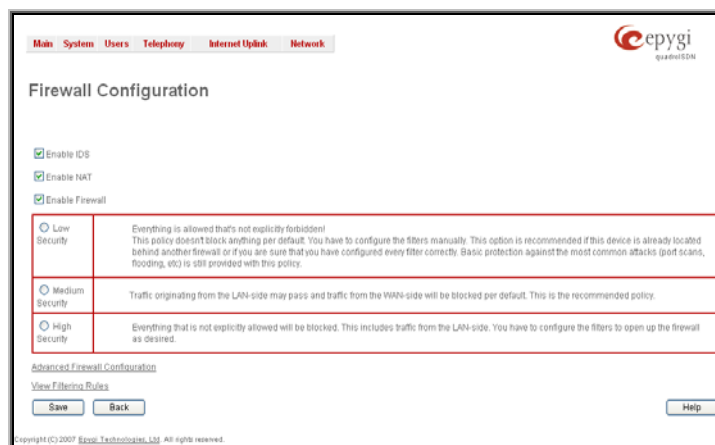 Main System Users Telephony Internet Uplink Network
epygi
quadroISDN
Firewall Configuration
Enable IDS
Enable NAT
Enable Firewall
Low Security
Everything is allowed that's not explicitly forbidden!
This policy doesn't block anything per default. You have to configure the filters manually. This option is recommended if this device is already located
behind another firewall or if you are sure that you have configured every filter correctly. Basic protection against the most common attacks (port scans,
flooding, etc) is still provided with this policy.
Medium Security
Traffic originating from the LAN-side may pass and traffic from the WAN-side will be blocked per default. This is the recommended policy.
High Security
Everything that is not explicitly allowed will be blocked. This includes traffic from the LAN-side. You have to configure the filters to open up the firewall
as desired.
Advanced Firewall Configuration
View Filtering Rules
Save Back Help
Copyright (C) 2007 Epygi Technologies, Ltd. All rights reserved.